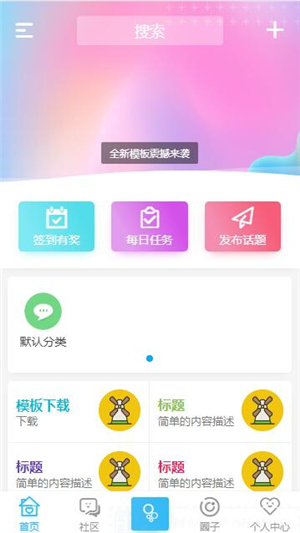 搜索
全新模板震撼来袭
签到有奖
每日任务
发布话题
默认分类
模板下载
下载
标题
简单的内容描述
标题
简单的内容描述
标题
简单的内容描述
首页
社区
圈子
个人中心